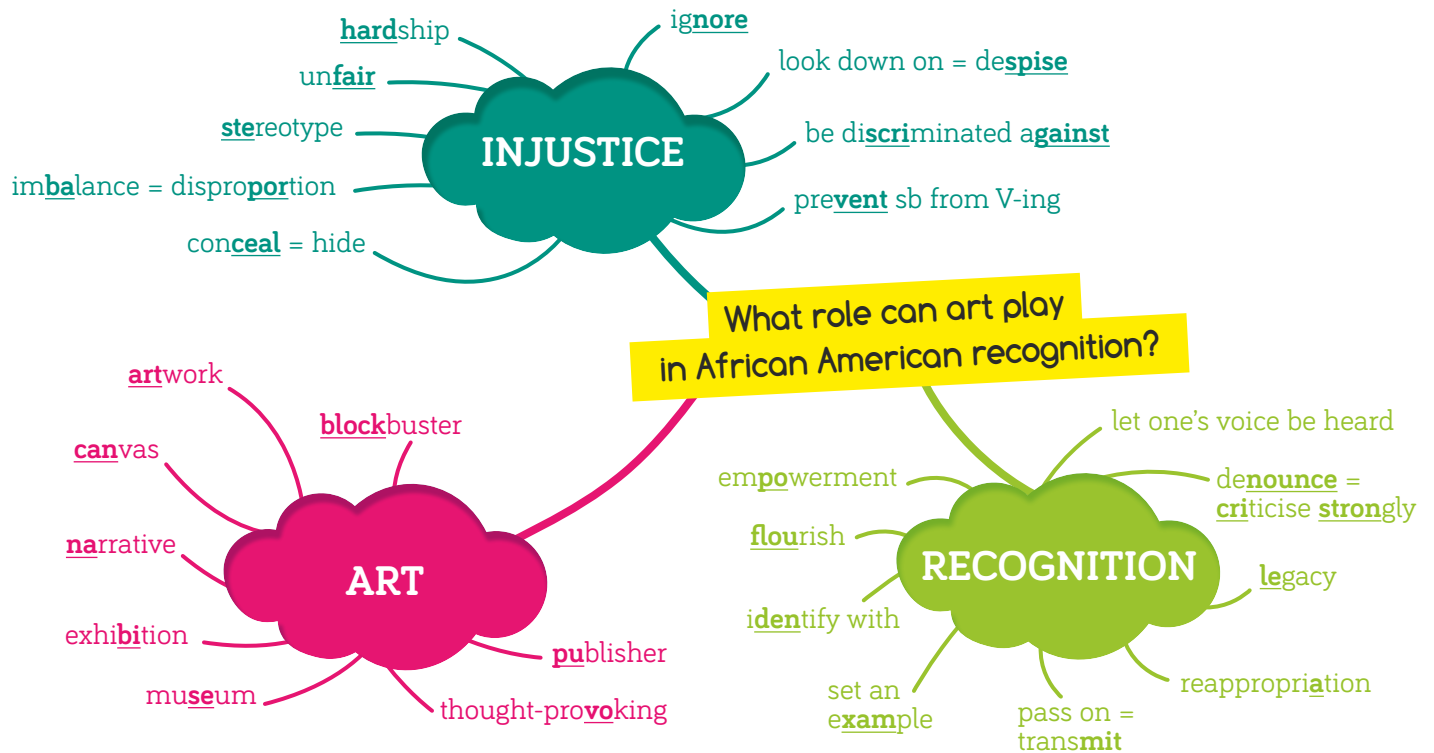 hardship
ignore
unfair
look down on = despise
stereotype
be discriminated against
INJUSTICE
imbalance = disproportion
prevent sb from V-ing
conceal = hide
What role can art play
in African American recognition?
artwork
blockbuster
canvas
narrative
ART
exhibition
museum
publisher
thought-provoking
let one's voice be heard
empowerment
denounce =
criticise strongly
flourish
RECOGNITION
legacy
identify with
reappropriation
set an
example
pass on =
transmit